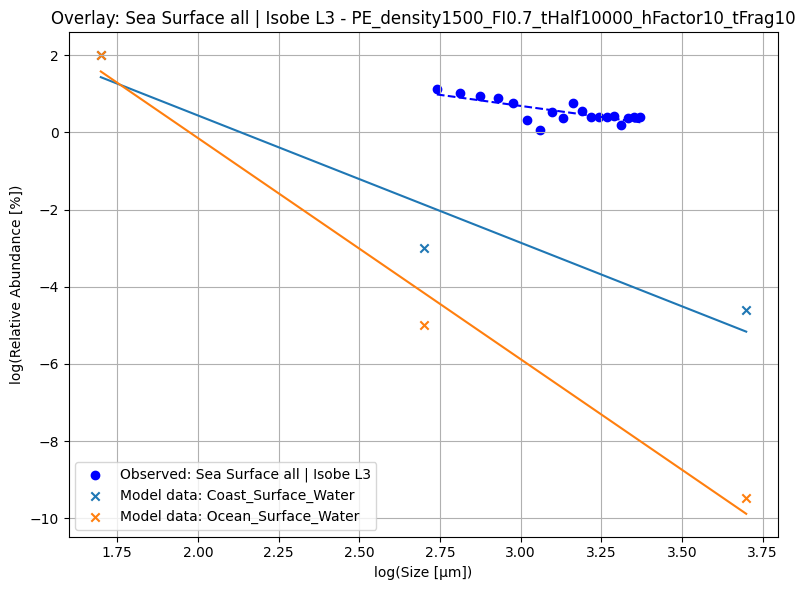 Overlay: Sea Surface all | Isobe L3 - PE_density1500_FI0.7_tHalf10000_hFactor10_tFrag10
log(Relative Abundance [%])
2
0
−2
−4
−6
−8
−10
Observed: Sea Surface all | Isobe L3
Model data: Coast_Surface_Water
Model data: Ocean_Surface_Water
1.75 2.00 2.25 2.50 2.75 3.00 3.25 3.50 3.75
log(Size [μm])